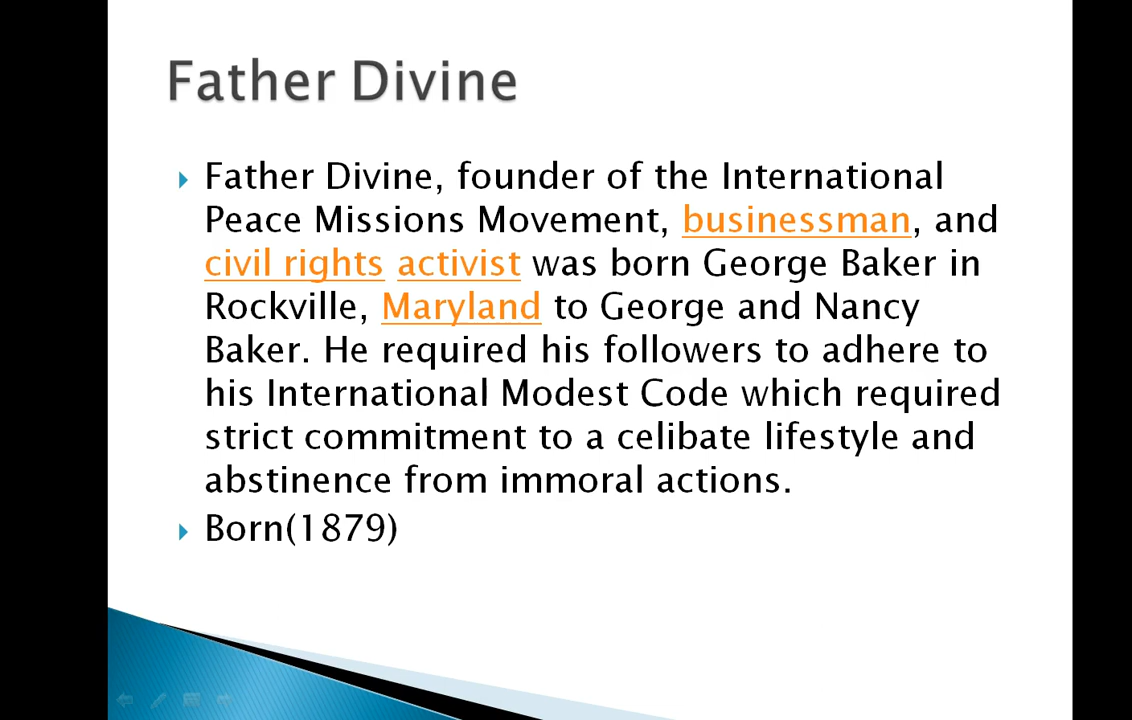 Father Divine
Father Divine, founder of the International
Peace Missions Movement, businessman, and
civil rights activist was born George Baker in
Rockville, Maryland to George and Nancy
Baker. He required his followers to adhere to
his International Modest Code which required
strict commitment to a celibate lifestyle and
abstinence from immoral actions.
Born(1879)